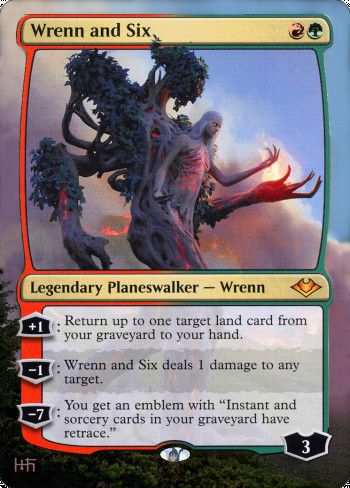 Wrenn and Six
Legendary Planeswalker — Wrenn
+1: Return up to one target land card from
your graveyard to your hand.
-1: Wrenn and Six deals 1 damage to any
target.
-7: You get an emblem with “Instant and
sorcery cards in your graveyard have
retrace.”
3